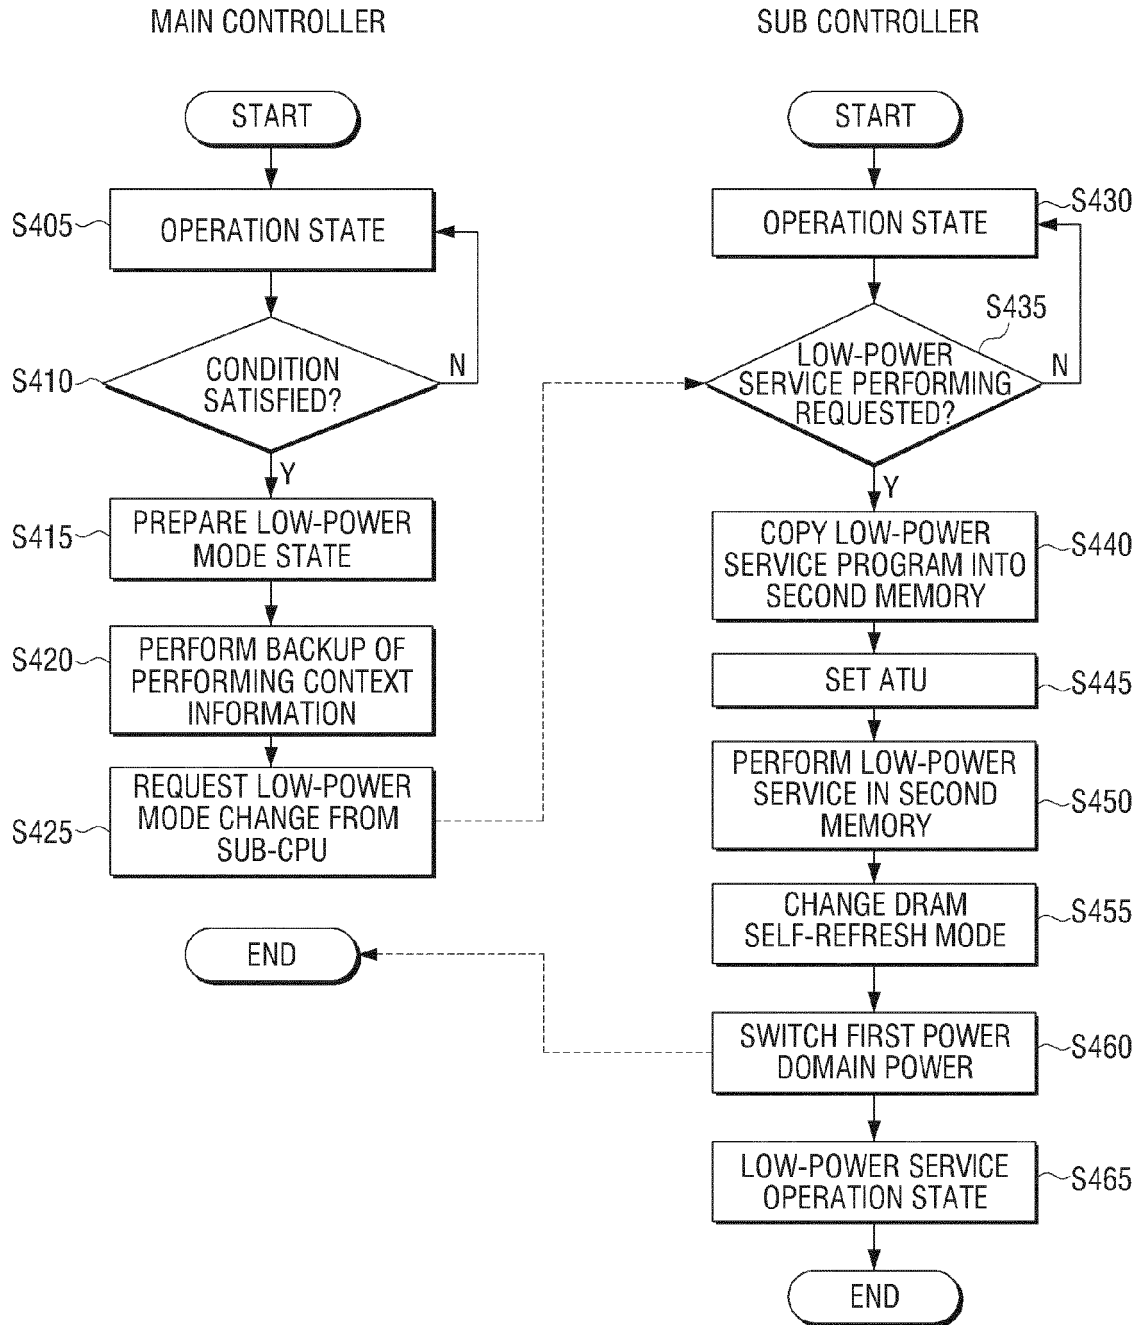 MAIN CONTROLLER
START
S405
OPERATION STATE
S410
CONDITION
SATISFIED?
N
Y
S415
PREPARE LOW-POWER
MODE STATE
S420
PERFORM BACKUP OF
PERFORMING CONTEXT
INFORMATION
S425
REQUEST LOW-POWER
MODE CHANGE FROM
SUB-CPU
END
SUB CONTROLLER
START
OPERATION STATE
S430
S435
LOW-POWER
SERVICE PERFORMING
REQUESTED?
N
Y
COPY LOW-POWER
SERVICE PROGRAM INTO
SECOND MEMORY
S440
SET ATU
S445
PERFORM LOW-POWER
SERVICE IN SECOND
MEMORY
S450
CHANGE DRAM
SELF-REFRESH MODE
S455
SWITCH FIRST POWER
DOMAIN POWER
S460
LOW-POWER SERVICE
OPERATION STATE
S465
END